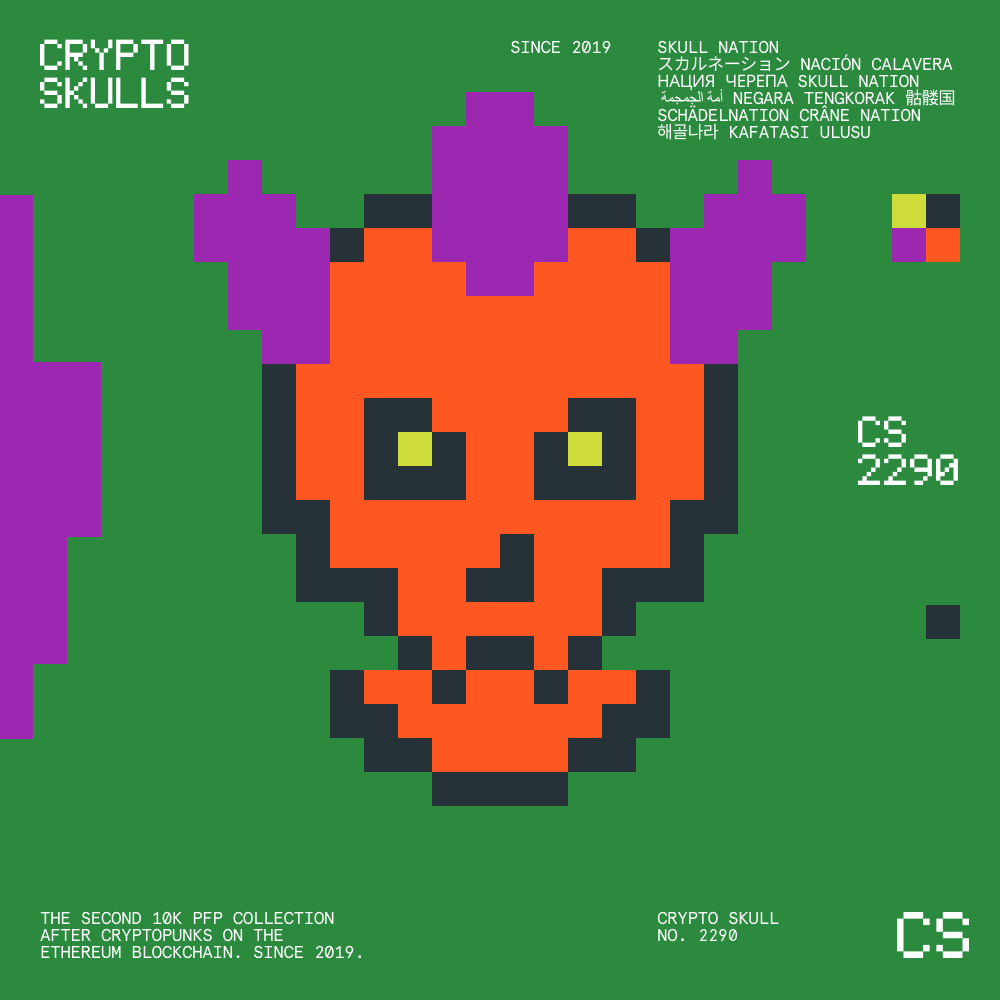 CRYPTO
SKULLS
SINCE 2019
SKULL NATION
スカルネーション NACIÓN CALAVERA
НАЦИЯ ЧЕРЕПА SKULL NATION
أمة الجمجمة NEGARA TENGKORAK 骷髅国
SCHÄDELNATION CRÂNE NATION
해골나라 KAFATASI ULUSU
CS
2290
THE SECOND 10K PFP COLLECTION
AFTER CRYPTOPUNKS ON THE
ETHEREUM BLOCKCHAIN. SINCE 2019.
CRYPTO SKULL
NO. 2290
CS